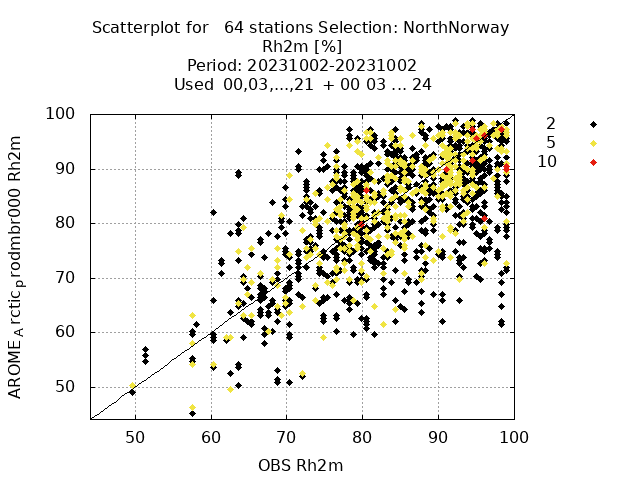 Scatterplot for   64 stations Selection: NorthNorway
Rh2m [%]
Period: 20231002-20231002
Used  00,03,...,21  + 00 03 ... 24
AROME_Arctic_prodmbr000 Rh2m
100
90
80
70
60
50
50 60 70 80 90 100
OBS Rh2m
2
5
10